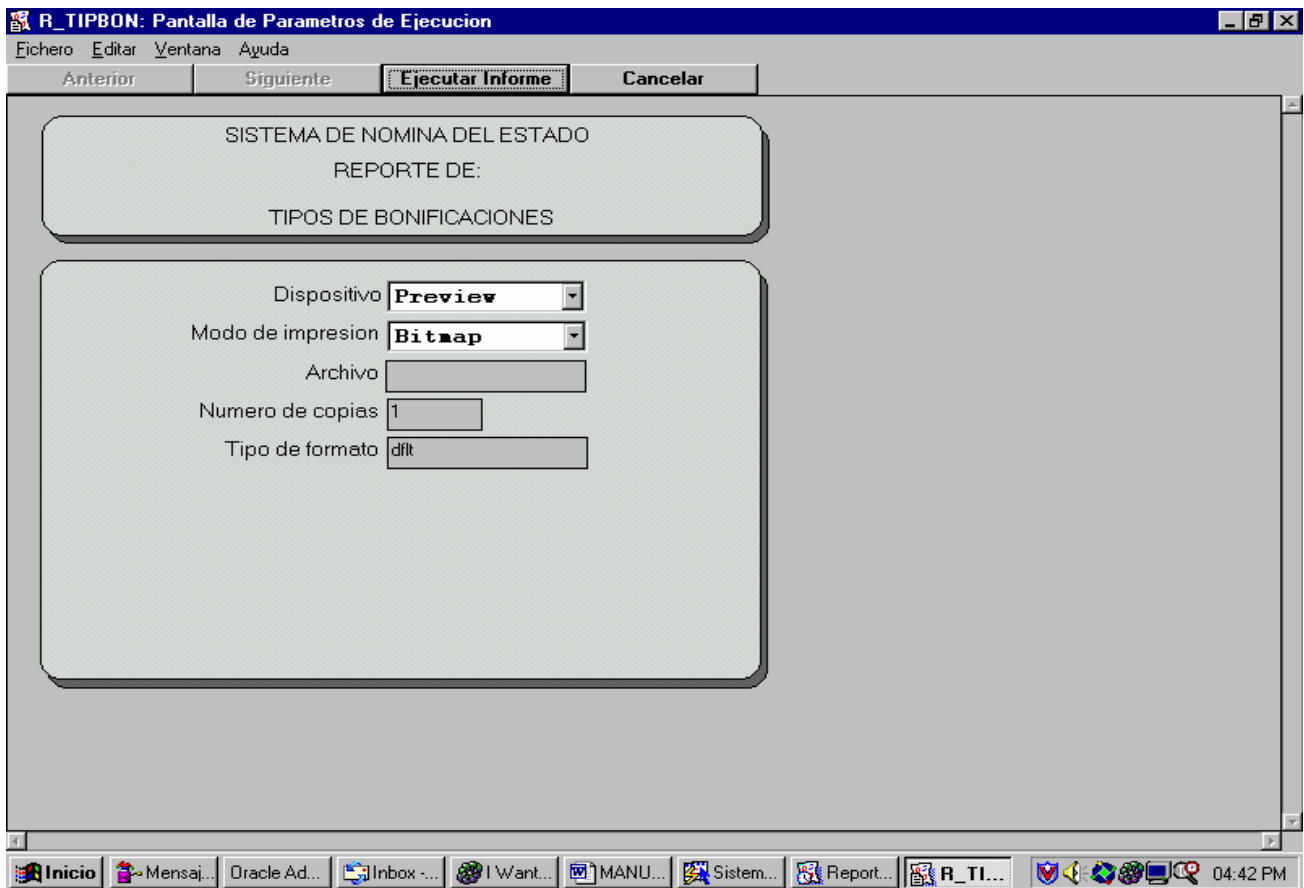 R_TIPBON: Pantalla de Parametros de Ejecucion
Fichero Editar Ventana Ayuda
Anterior Siguiente Ejecutar Informe Cancelar
SISTEMA DE NOMINA DEL ESTADO
REPORTE DE:
TIPOS DE BONIFICACIONES
Dispositivo Preview
Modo de impresion Bitmap
Archivo
Numero de copias 1
Tipo de formato dflt
Inicio Mensaj... Oracle Ad... Inbox -... I Want... MANU... Sistem... Report... R_TI... 04:42 PM